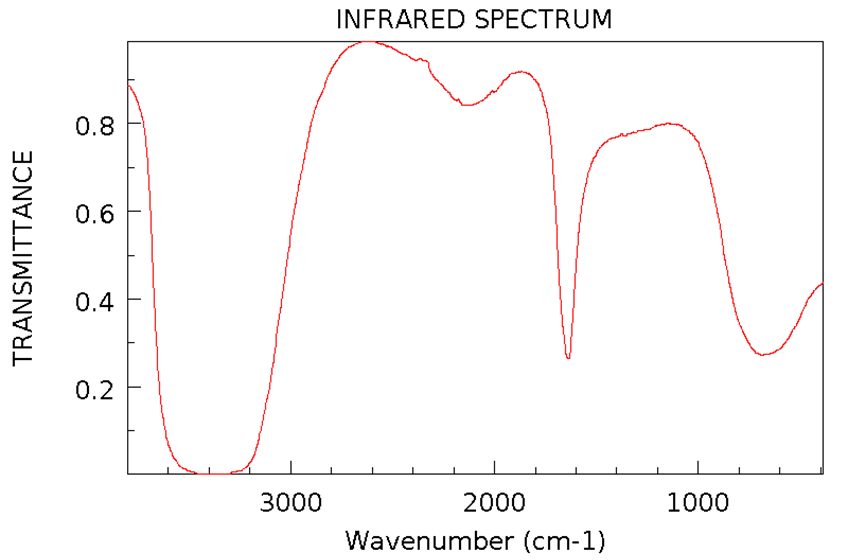 INFRARED SPECTRUM
TRANSMITTANCE
0.8
0.6
0.4
0.2
3000 2000 1000
Wavenumber (cm-1)